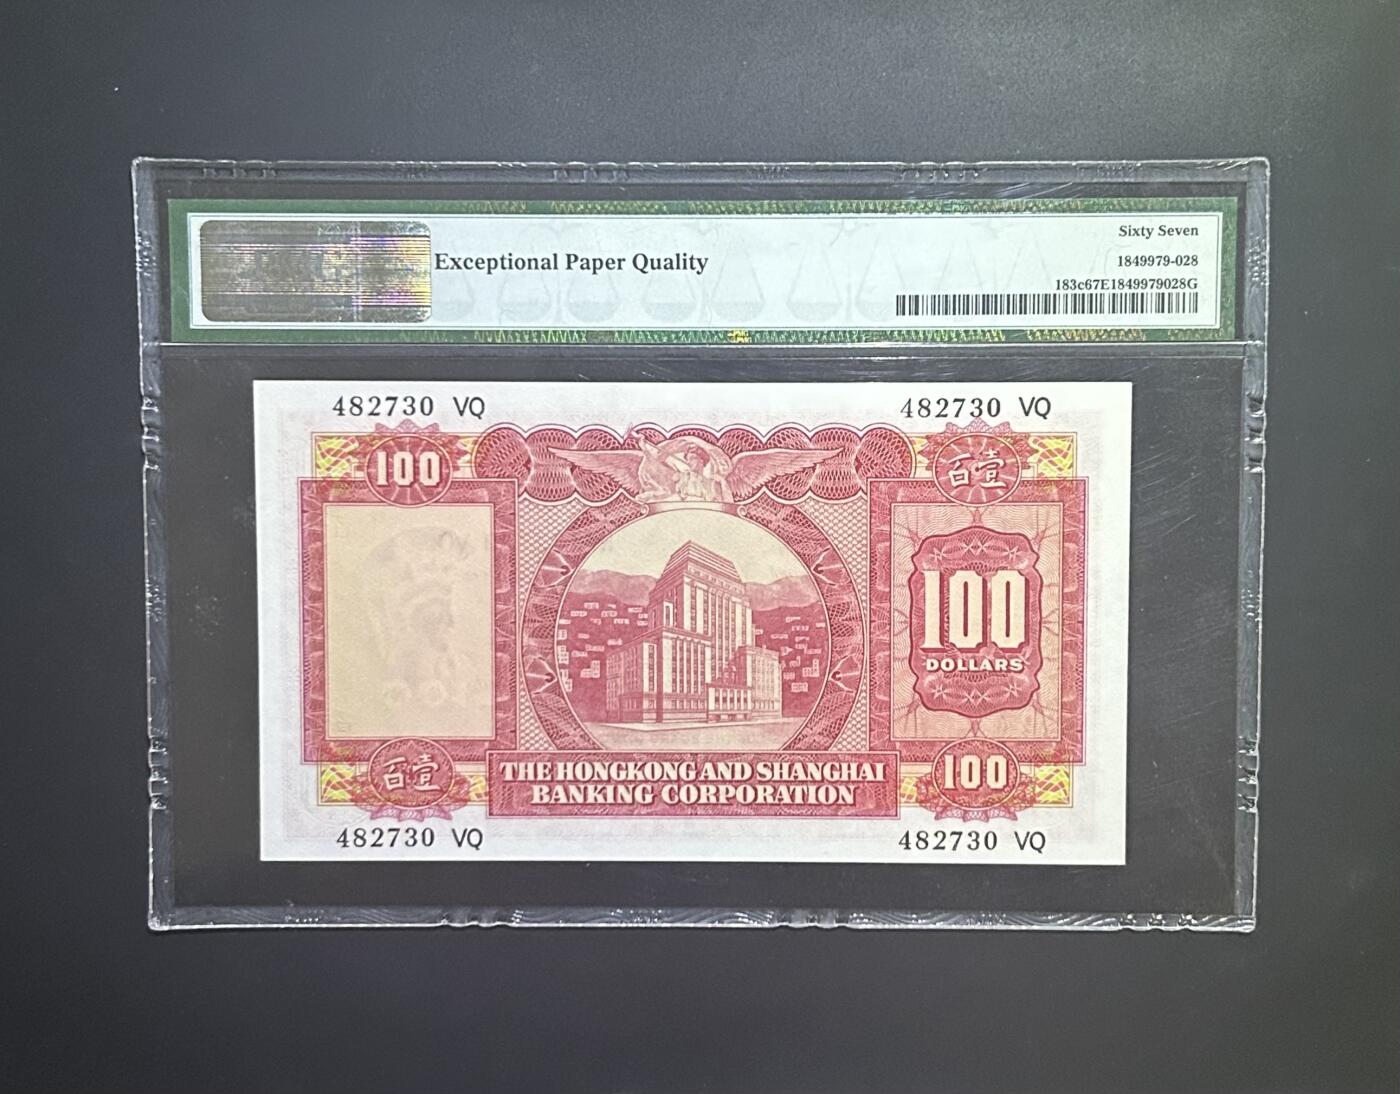 Exceptional Paper Quality
Sixty Seven
1849979-028
183c67E1849979028G
482730 VQ
482730 VQ
100
百壹
100
DOLLARS
百壹
THE HONGKONG AND SHANGHAI
BANKING CORPORATION
100
482730 VQ
482730 VQ